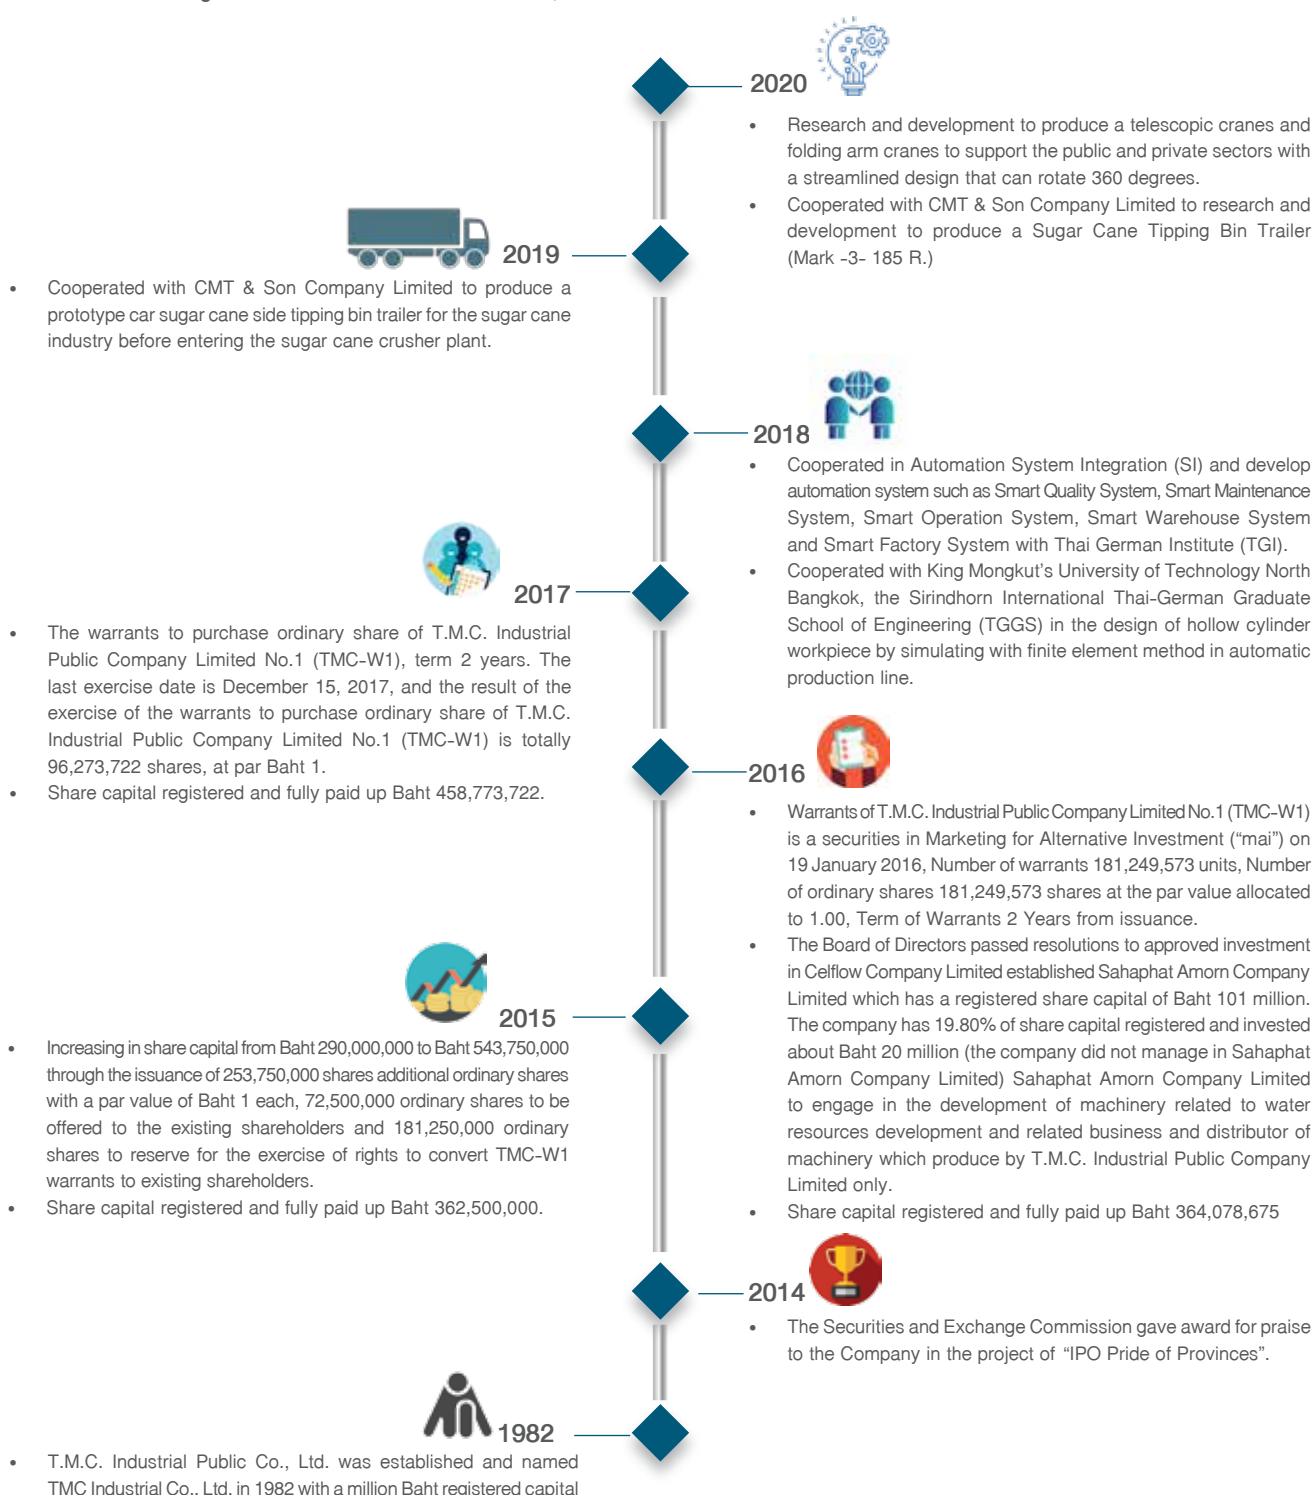 2020
Research and development to produce a telescopic cranes and
folding arm cranes to support the public and private sectors with
a streamlined design that can rotate 360 degrees.
Cooperated with CMT & Son Company Limited to research and
development to produce a Sugar Cane Tipping Bin Trailer
(Mark -3- 185 R.)
2019
Cooperated with CMT & Son Company Limited to produce a
prototype car sugar cane side tipping bin trailer for the sugar cane
industry before entering the sugar cane crusher plant.
2018
Cooperated in Automation System Integration (SI) and develop
automation system such as Smart Quality System, Smart Maintenance
System, Smart Operation System, Smart Warehouse System
and Smart Factory System with Thai German Institute (TGI).
Cooperated with King Mongkut's University of Technology North
Bangkok, the Sirindhorn International Thai-German Graduate
School of Engineering (TGGS) in the design of hollow cylinder
workpiece by simulating with finite element method in automatic
production line.
2017
The warrants to purchase ordinary share of T.M.C. Industrial
Public Company Limited No.1 (TMC-W1), term 2 years. The
last exercise date is December 15, 2017, and the result of the
exercise of the warrants to purchase ordinary share of T.M.C.
Industrial Public Company Limited No.1 (TMC-W1) is totally
96,273,722 shares, at par Baht 1.
Share capital registered and fully paid up Baht 458,773,722.
2016
Warrants of T.M.C. Industrial Public Company Limited No.1 (TMC-W1)
is a securities in Marketing for Alternative Investment (“mai”) on
19 January 2016, Number of warrants 181,249,573 units, Number
of ordinary shares 181,249,573 shares at the par value allocated
to 1.00, Term of Warrants 2 Years from issuance.
The Board of Directors passed resolutions to approved investment
in Celflow Company Limited established Sahaphat Amorn Company
Limited which has a registered share capital of Baht 101 million.
The company has 19.80% of share capital registered and invested
about Baht 20 million (the company did not manage in Sahaphat
Amorn Company Limited) Sahaphat Amorn Company Limited
to engage in the development of machinery related to water
resources development and related business and distributor of
machinery which produce by T.M.C. Industrial Public Company
Limited only.
Share capital registered and fully paid up Baht 364,078,675
2015
Increasing in share capital from Baht 290,000,000 to Baht 543,750,000
through the issuance of 253,750,000 shares additional ordinary shares
with a par value of Baht 1 each, 72,500,000 ordinary shares to be
offered to the existing shareholders and 181,250,000 ordinary
shares to reserve for the exercise of rights to convert TMC-W1
warrants to existing shareholders.
Share capital registered and fully paid up Baht 362,500,000.
2014
The Securities and Exchange Commission gave award for praise
to the Company in the project of “IPO Pride of Provinces”.
1982
T.M.C. Industrial Public Co., Ltd. was established and named
TMC Industrial Co., Ltd. in 1982 with a million Baht registered capital